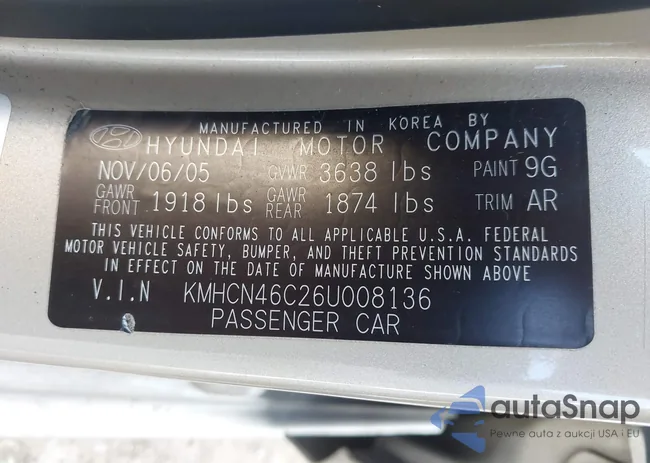 MANUFACTURED IN KOREA BY
HYUNDAI MOTOR COMPANY
NOV/06/05 GVWR 3638 lbs PAINT 9G
GAWR FRONT 1918 lbs GAWR REAR 1874 lbs TRIM AR
THIS VEHICLE CONFORMS TO ALL APPLICABLE U.S.A. FEDERAL
MOTOR VEHICLE SAFETY, BUMPER, AND THEFT PREVENTION STANDARDS
IN EFFECT ON THE DATE OF MANUFACTURE SHOWN ABOVE
V.I.N KMHCN46C26U008136
PASSENGER CAR
autaSnap
Pewne auta z aukcji USA i EU